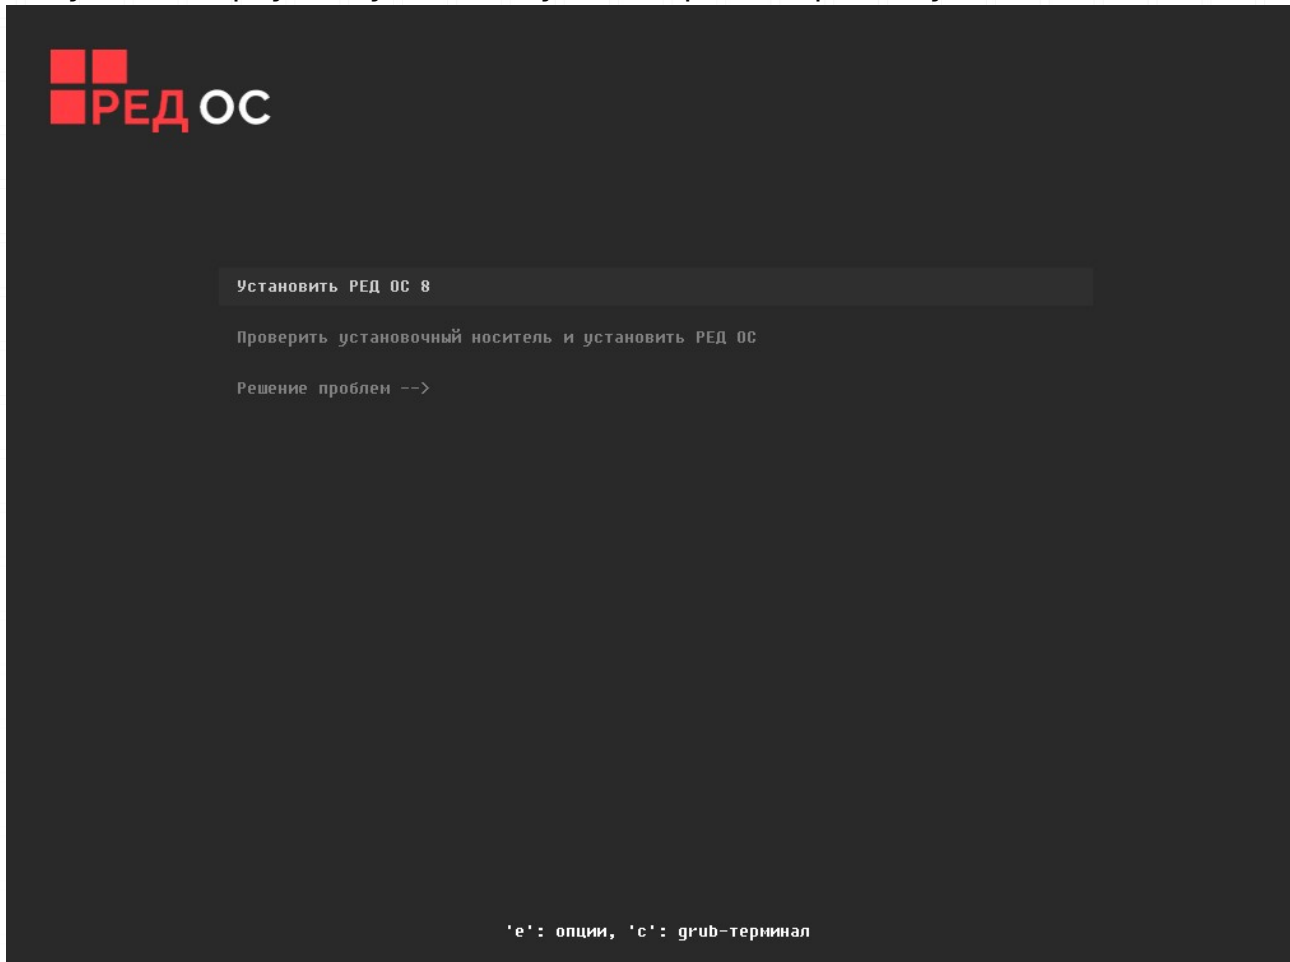 РЕД ОС
Установить РЕД ОС 8
Проверить установочный носитель и установить РЕД ОС
Решение проблем -->
'e': опции, 'c': grub-терминал